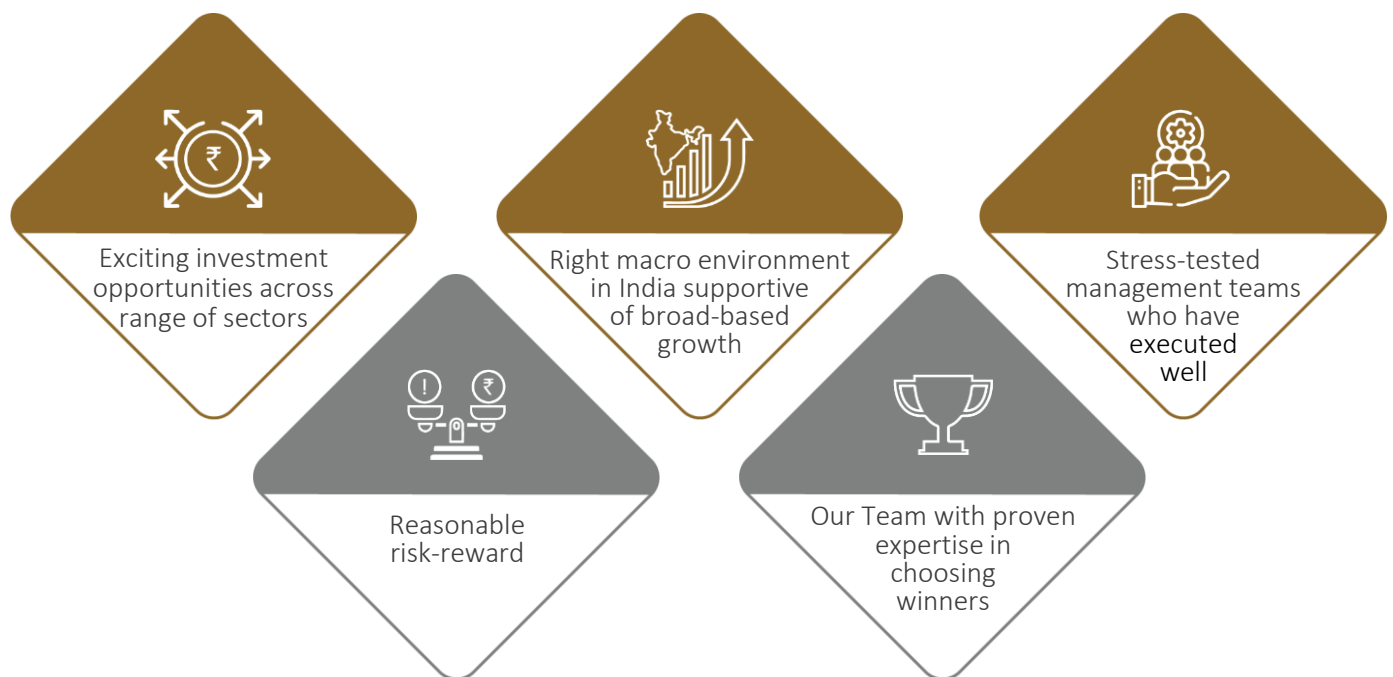 ₹
Exciting investment
opportunities across
range of sectors
Right macro environment
in India supportive
of broad-based
growth
Stress-tested
management teams
who have
executed
well
! ₹
Reasonable
risk-reward
Our Team with proven
expertise in
choosing
winners